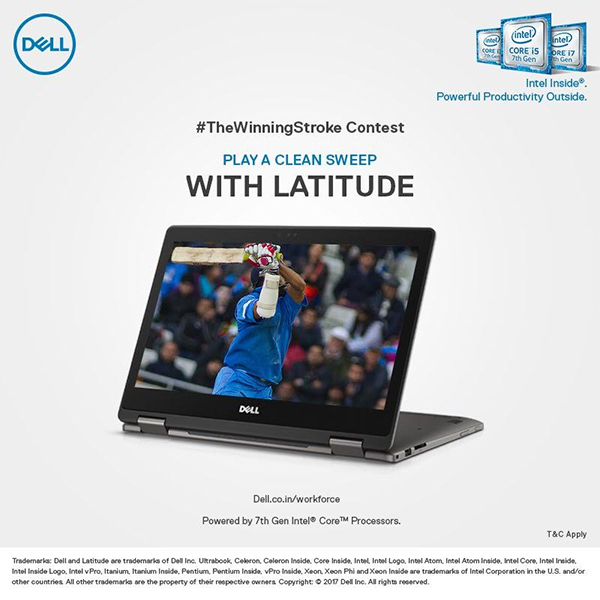 DELL
intel
CORE i5
7th Gen
intel
CORE i7
7th Gen
Intel Inside®.
Powerful Productivity Outside.
#TheWinningStroke Contest
PLAY A CLEAN SWEEP
WITH LATITUDE
DELL
Dell.co.in/workforce
Powered by 7th Gen Intel® Core™ Processors.
T&C Apply
Trademarks: Dell and Latitude are trademarks of Dell Inc. Ultrabook, Celeron, Celeron Inside, Core Inside, Intel, Intel Logo, Intel Atom, Intel Atom Inside, Intel Core, Intel Inside,
Intel Inside Logo, Intel vPro, Itanium, Itanium Inside, Pentium, Pentium Inside, vPro Inside, Xeon, Xeon Phi and Xeon Inside are trademarks of Intel Corporation in the U.S. and/or
other countries. All other trademarks are the property of their respective owners. Copyright: © 2017 Dell Inc. All rights reserved.